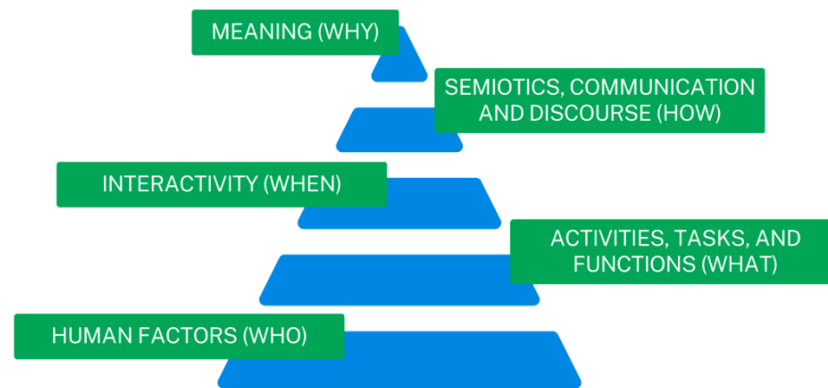 MEANING (WHY)
SEMIOTICS, COMMUNICATION
AND DISCOURSE (HOW)
INTERACTIVITY (WHEN)
ACTIVITIES, TASKS, AND
FUNCTIONS (WHAT)
HUMAN FACTORS (WHO)